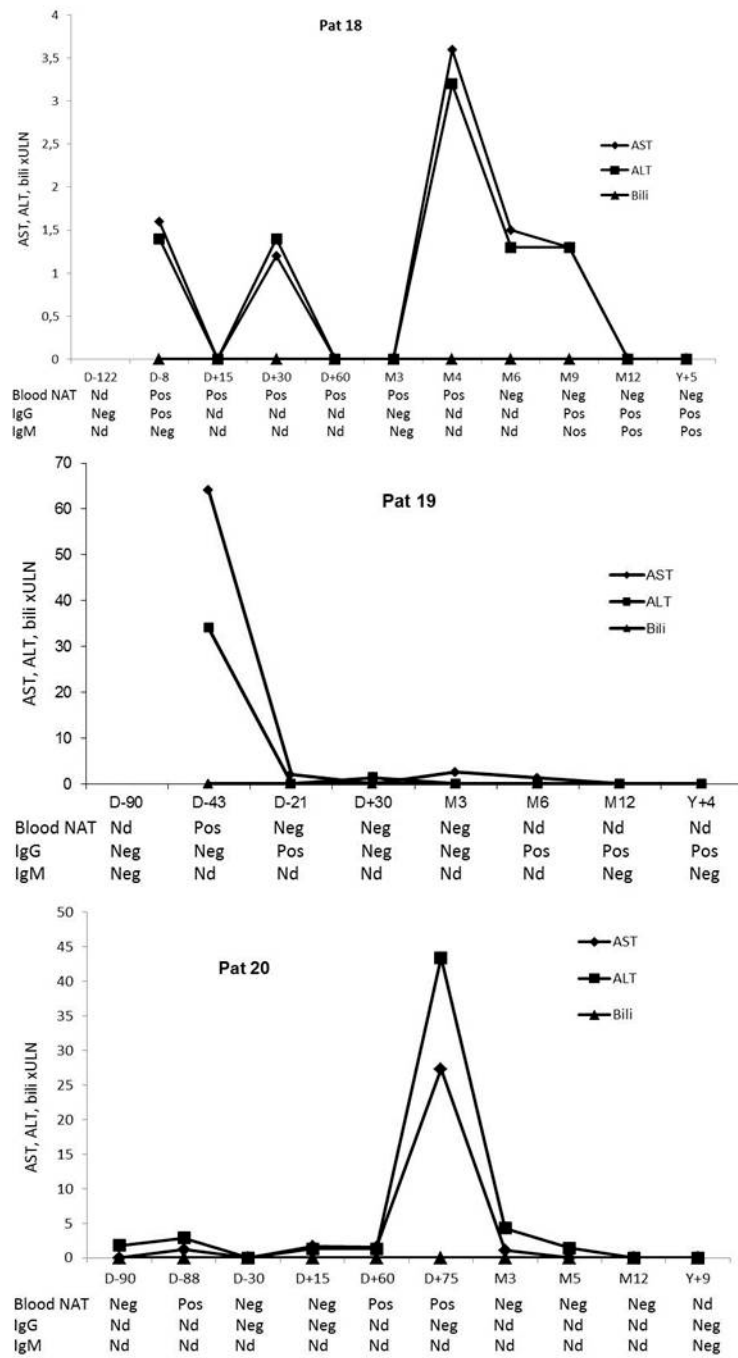 Pat 18
4
3,5
3
2,5
2
1,5
1
0,5
0
AST, ALT, bili xULN
AST
ALT
Bili
D-122 D-8 D+15 D+30 D+60 M3 M4 M6 M9 M12 Y+5
Blood NAT Nd Pos Pos Pos Pos Pos Pos Neg Neg Neg Neg
IgG Neg Pos Nd Nd Nd Neg Nd Nd Pos Pos Pos
IgM Nd Neg Nd Nd Nd Neg Nd Nd Nos Pos Pos
Pat 19
70
60
50
40
30
20
10
0
AST, ALT, bili xULN
AST
ALT
Bili
D-90 D-43 D-21 D+30 M3 M6 M12 Y+4
Blood NAT Nd Pos Neg Neg Neg Nd Nd Nd
IgG Neg Neg Pos Neg Neg Pos Pos Pos
IgM Neg Nd Nd Nd Nd Nd Neg Neg
Pat 20
50
45
40
35
30
25
20
15
10
5
0
AST, ALT, bili xULN
AST
ALT
Bili
D-90 D-88 D-30 D+15 D+60 D+75 M3 M5 M12 Y+9
Blood NAT Neg Pos Neg Neg Pos Pos Neg Neg Neg Nd
IgG Nd Nd Neg Neg Nd Neg Nd Nd Nd Neg
IgM Nd Nd Nd Nd Nd Nd Nd Nd Nd Neg